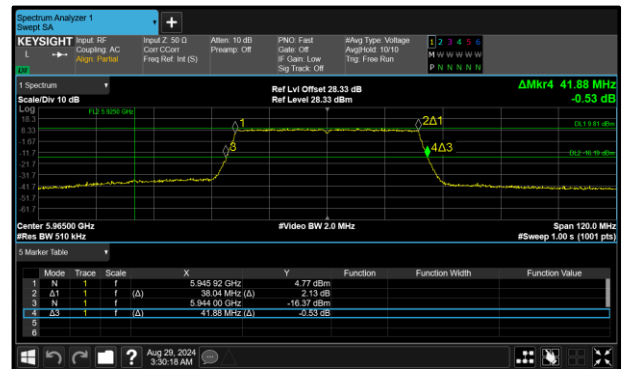 Spectrum Analyzer 1
Swept SA
+
KEYSIGHT Input: RF Input Z: 50 Ω Atten: 10 dB PNO: Fast #Avg Type: Voltage 1 2 3 4 5 6
L Coupling: AC Corr CCorr Preamp: Off Gate: Off Avg|Hold: 10/10 M W W W W W
Align: Partial Freq Ref: Int (S) IF Gain: Low Trig: Free Run
Sig Track: Off P N N N N N
1 Spectrum Ref Lvl Offset 28.33 dB ΔMkr4 41.88 MHz
Scale/Div 10 dB Ref Level 28.33 dBm -0.53 dB
Log
18.3
8.33 1 2Δ1 DL1 9.81 dBm
-1.67
-11.7 3 4Δ3
-21.7
-31.7
-41.7
-51.7
-61.7
Center 5.96500 GHz #Video BW 2.0 MHz Span 120.0 MHz
#Res BW 510 kHz #Sweep 1.00 s (1001 pts)
5 Marker Table
Mode Trace Scale X Y Function Function Width Function Value
1 N 1 f 5.945 92 GHz 4.77 dBm
2 Δ1 1 f (Δ) 38.04 MHz (Δ) 2.13 dB
3 N 1 f 5.944 00 GHz -16.37 dBm
4 Δ3 1 f (Δ) 41.88 MHz (Δ) -0.53 dB
5
6
? Aug 29, 2024
3:30:18 AM